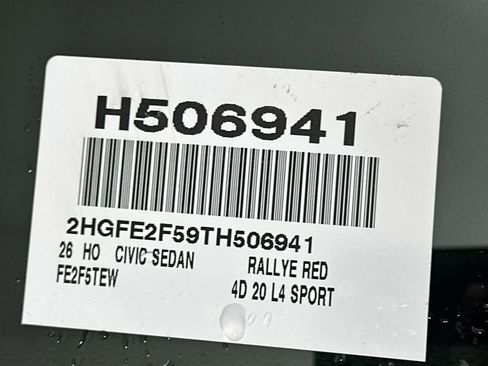 H506941
2HGFE2F59TH506941
26 HO CIVIC SEDAN RALLYE RED
FE2F5TEW 4D 20 L4 SPORT